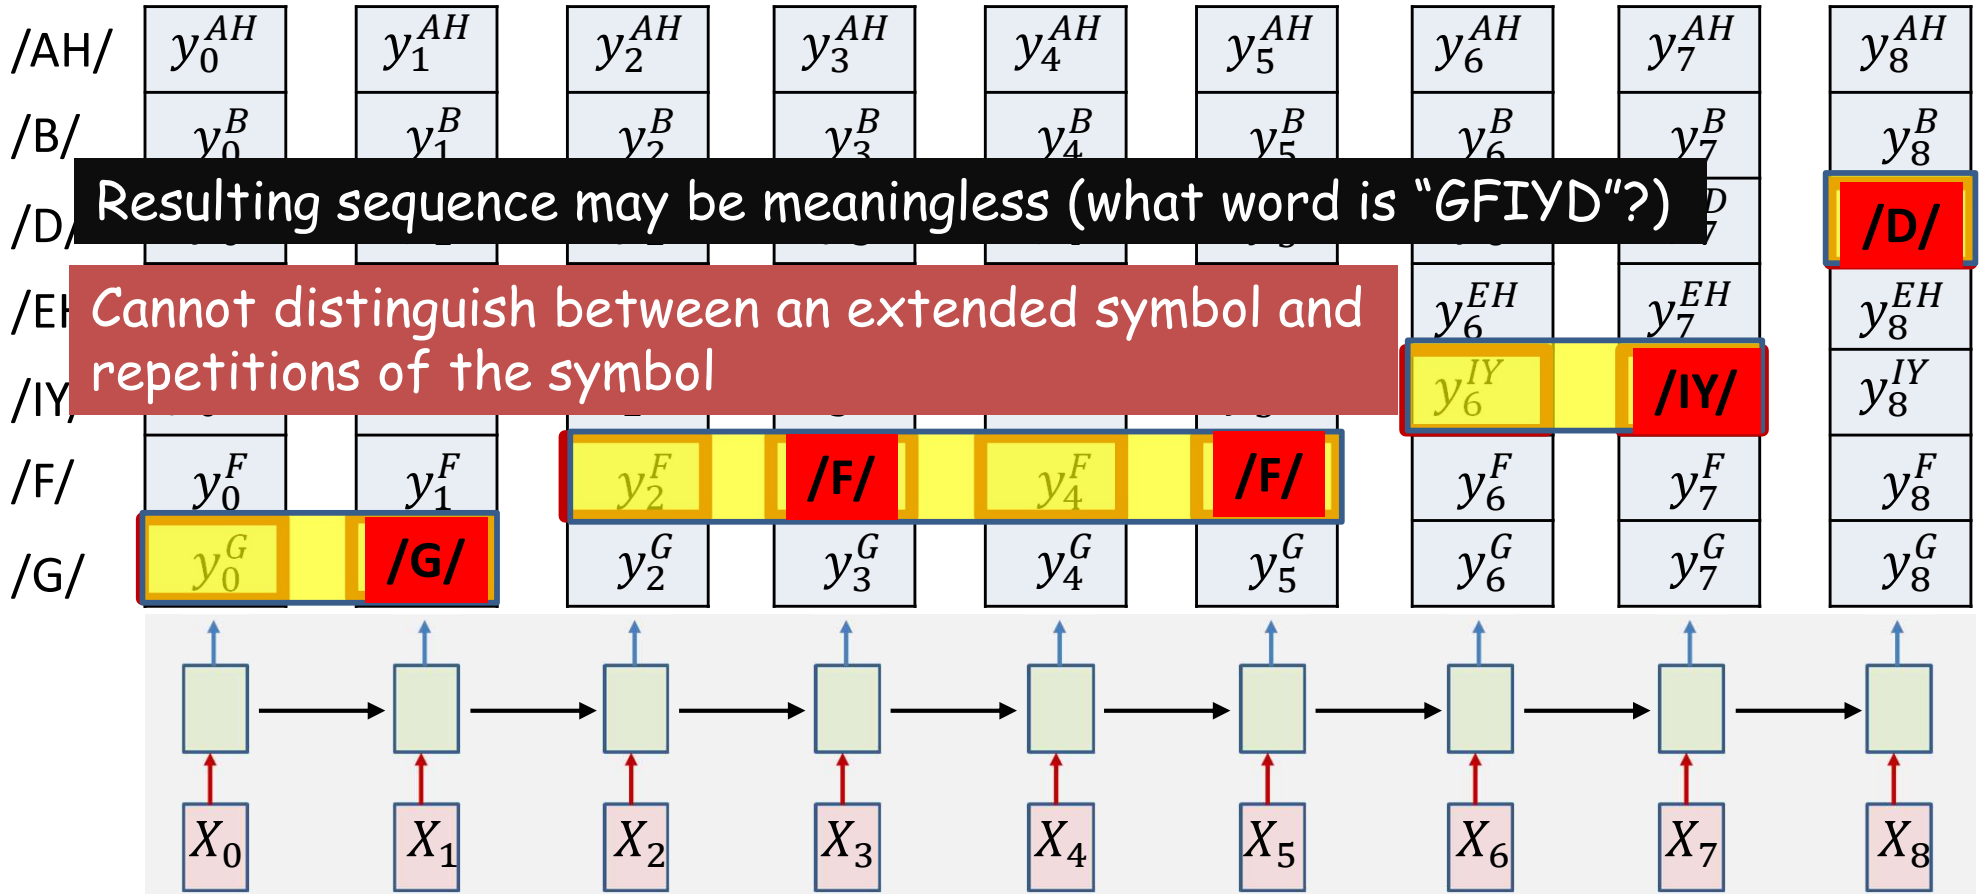 /AH/ y_0^{AH} y_1^{AH} y_2^{AH} y_3^{AH} y_4^{AH} y_5^{AH} y_6^{AH} y_7^{AH} y_8^{AH}
/B/ y_0^B y_1^B y_2^B y_3^B y_4^B y_5^B y_6^B y_7^B y_8^B
Resulting sequence may be meaningless (what word is “GFIYD”?)
/D/ /D/
Cannot distinguish between an extended symbol and
repetitions of the symbol
y_6^{EH} y_7^{EH} y_8^{EH}
/IY/ y_6^{IY} /IY/ y_8^{IY}
/F/ y_0^F y_1^F y_2^F /F/ y_4^F /F/ y_6^F y_7^F y_8^F
/G/ y_0^G /G/ y_2^G y_3^G y_4^G y_5^G y_6^G y_7^G y_8^G
X_0 X_1 X_2 X_3 X_4 X_5 X_6 X_7 X_8